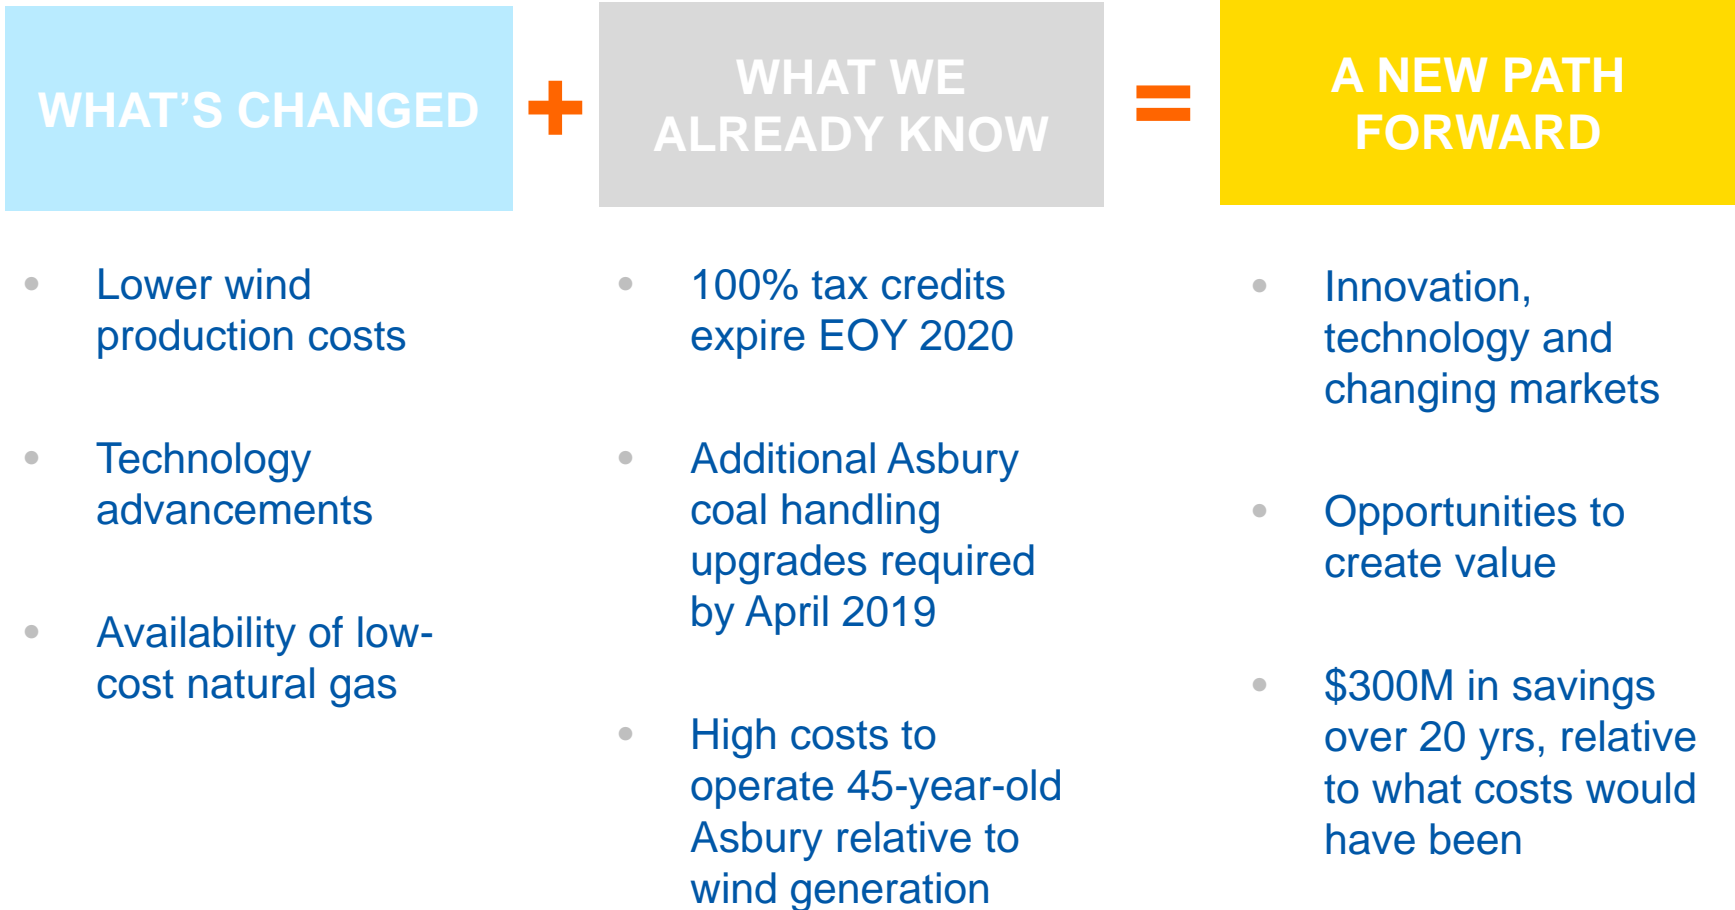 WHAT'S CHANGED
+
WHAT WE
ALREADY KNOW
=
A NEW PATH
FORWARD
• Lower wind
production costs
• Technology
advancements
• Availability of low-
cost natural gas
• 100% tax credits
expire EOY 2020
• Additional Asbury
coal handling
upgrades required
by April 2019
• High costs to
operate 45-year-old
Asbury relative to
wind generation
• Innovation,
technology and
changing markets
• Opportunities to
create value
• $300M in savings
over 20 yrs, relative
to what costs would
have been